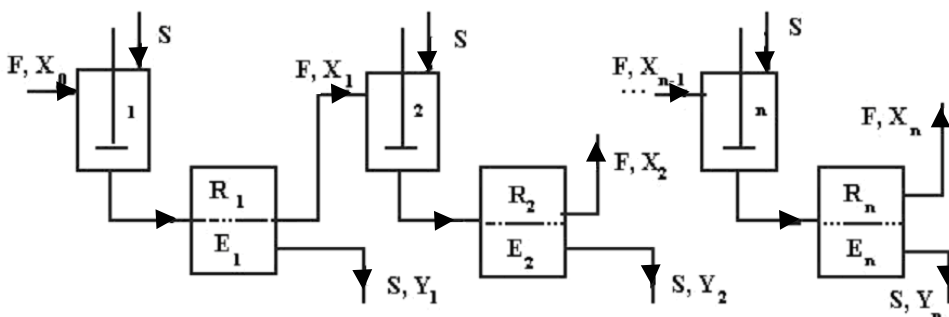 S
F, X₀
1
R₁
E₁
S, Y₁
S
F, X₁
2
R₂
E₂
F, X₂
S, Y₂
S
... F, Xₙ₋₁
n
Rₙ
Eₙ
F, Xₙ
S, Yₙ